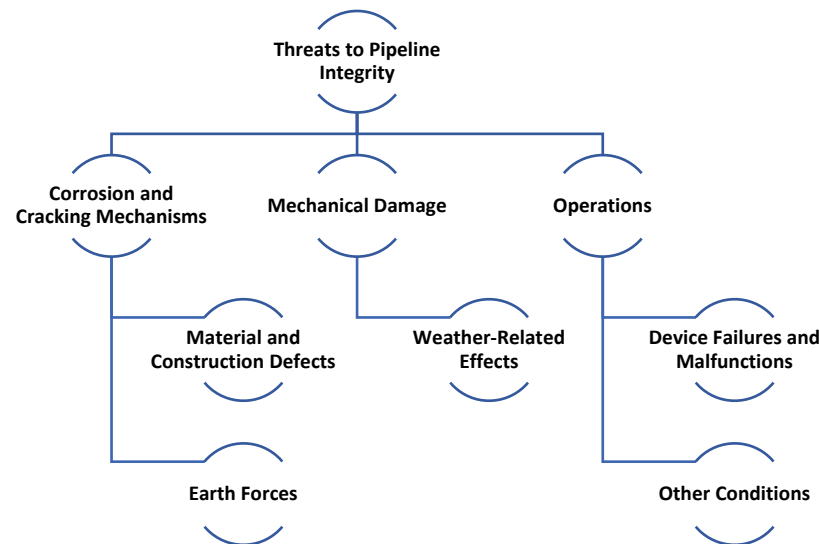 Threats to Pipeline
Integrity
Corrosion and
Cracking Mechanisms
Mechanical Damage
Operations
Material and
Construction Defects
Weather-Related
Effects
Device Failures and
Malfunctions
Earth Forces
Other Conditions